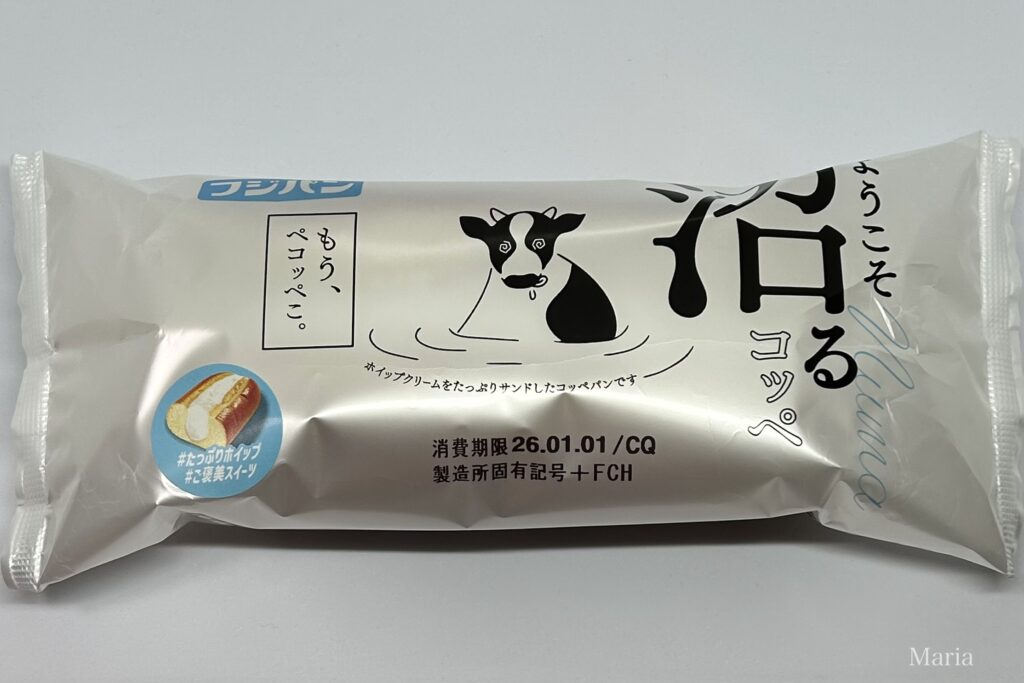 フジパン
ようこそ
沼る
コッペ
Numa
もう、
ペコッペこ。
ホイップクリームをたっぷりサンドしたコッペパンです
#たっぷりホイップ
#ご褒美スイーツ
消費期限 26.01.01/CQ
製造所固有記号+FCH
Maria